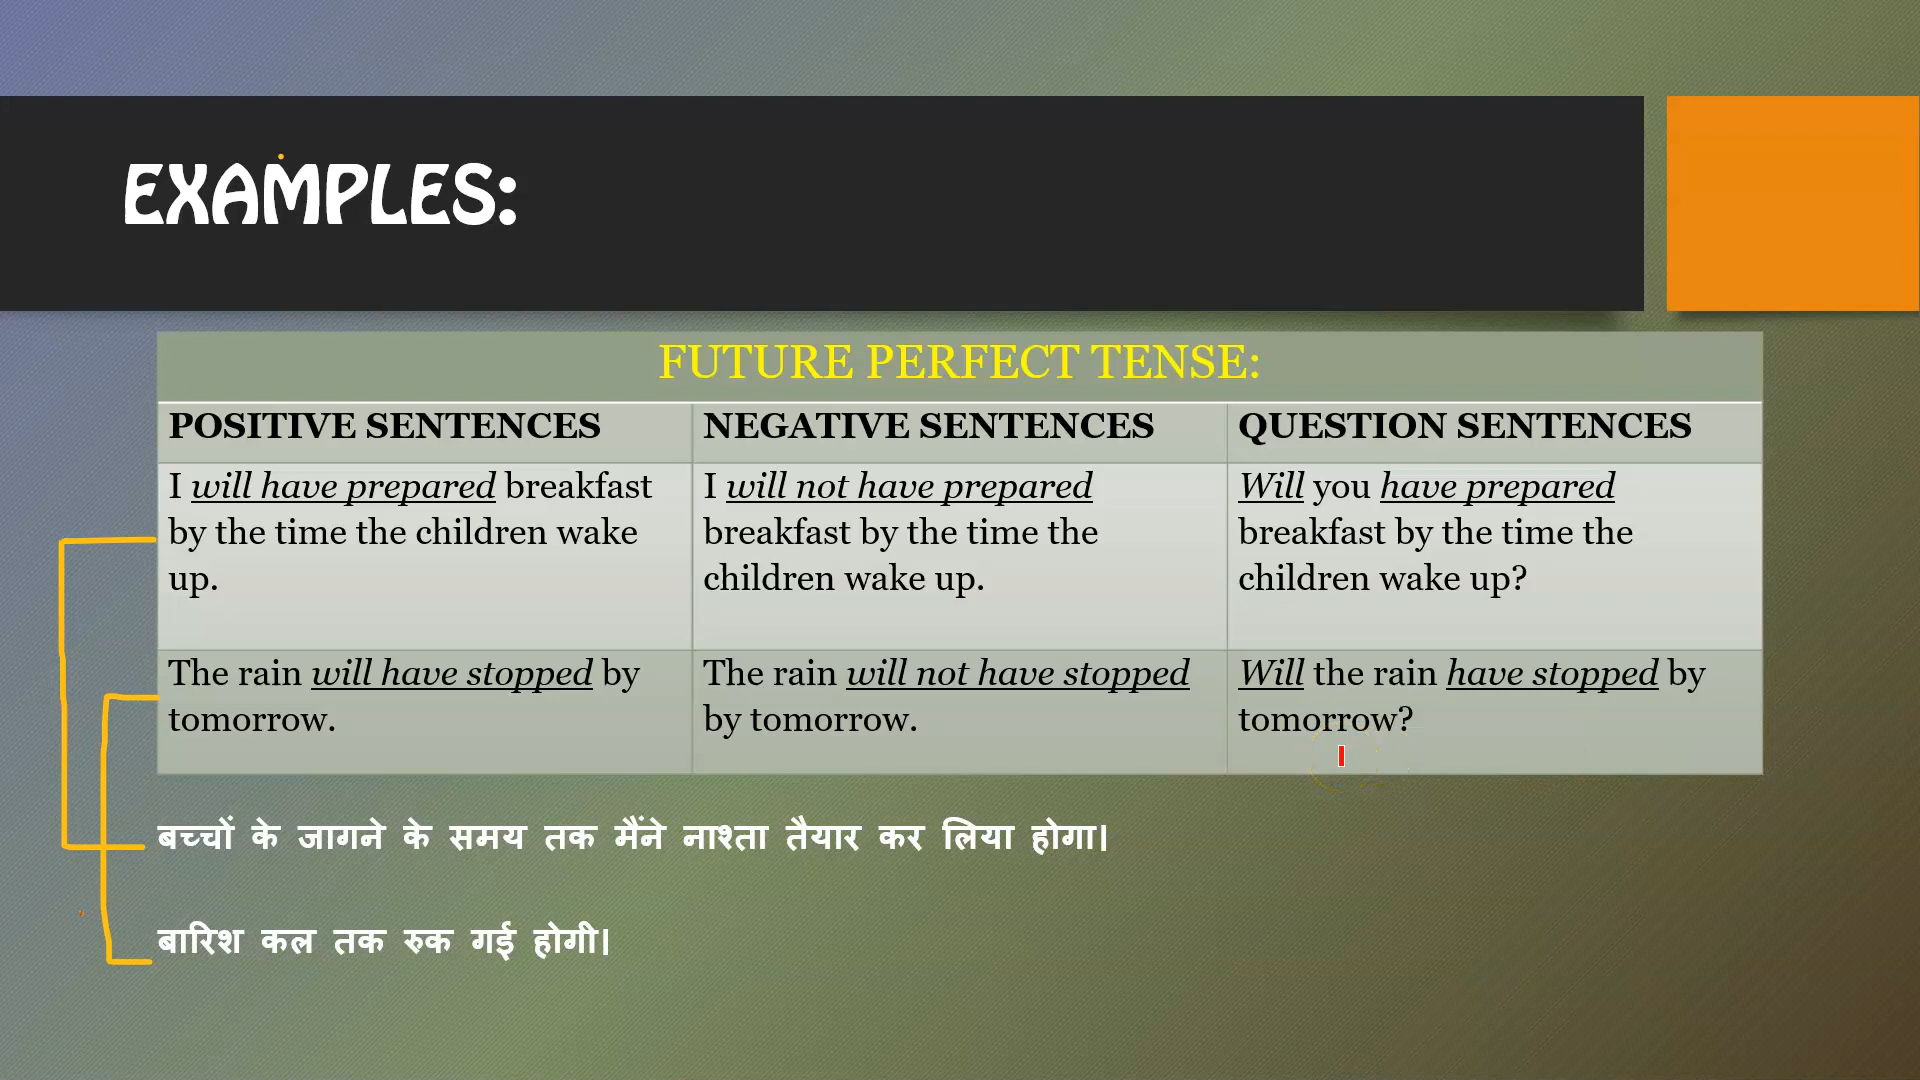 EXAMPLES:
FUTURE PERFECT TENSE:
POSITIVE SENTENCES
NEGATIVE SENTENCES
QUESTION SENTENCES
I will have prepared breakfast
by the time the children wake
up.
I will not have prepared
breakfast by the time the
children wake up.
Will you have prepared
breakfast by the time the
children wake up?
The rain will have stopped by
tomorrow.
The rain will not have stopped
by tomorrow.
Will the rain have stopped by
tomorrow?
बच्चों के जागने के समय तक मैंने नाश्ता तैयार कर लिया होगा।
बारिश कल तक रुक गई होगी।